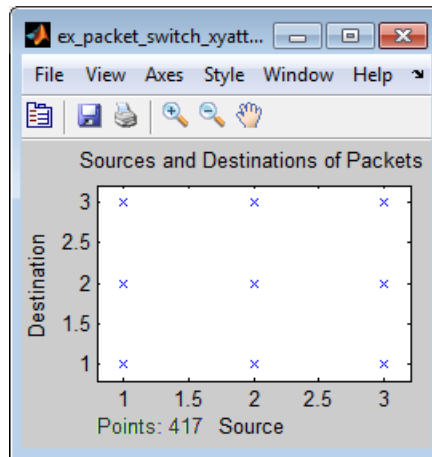 ex_packet_switch_xyatt...
File View Axes Style Window Help
Sources and Destinations of Packets
Destination
3
2.5
2
1.5
1
1 1.5 2 2.5 3
Points: 417 Source